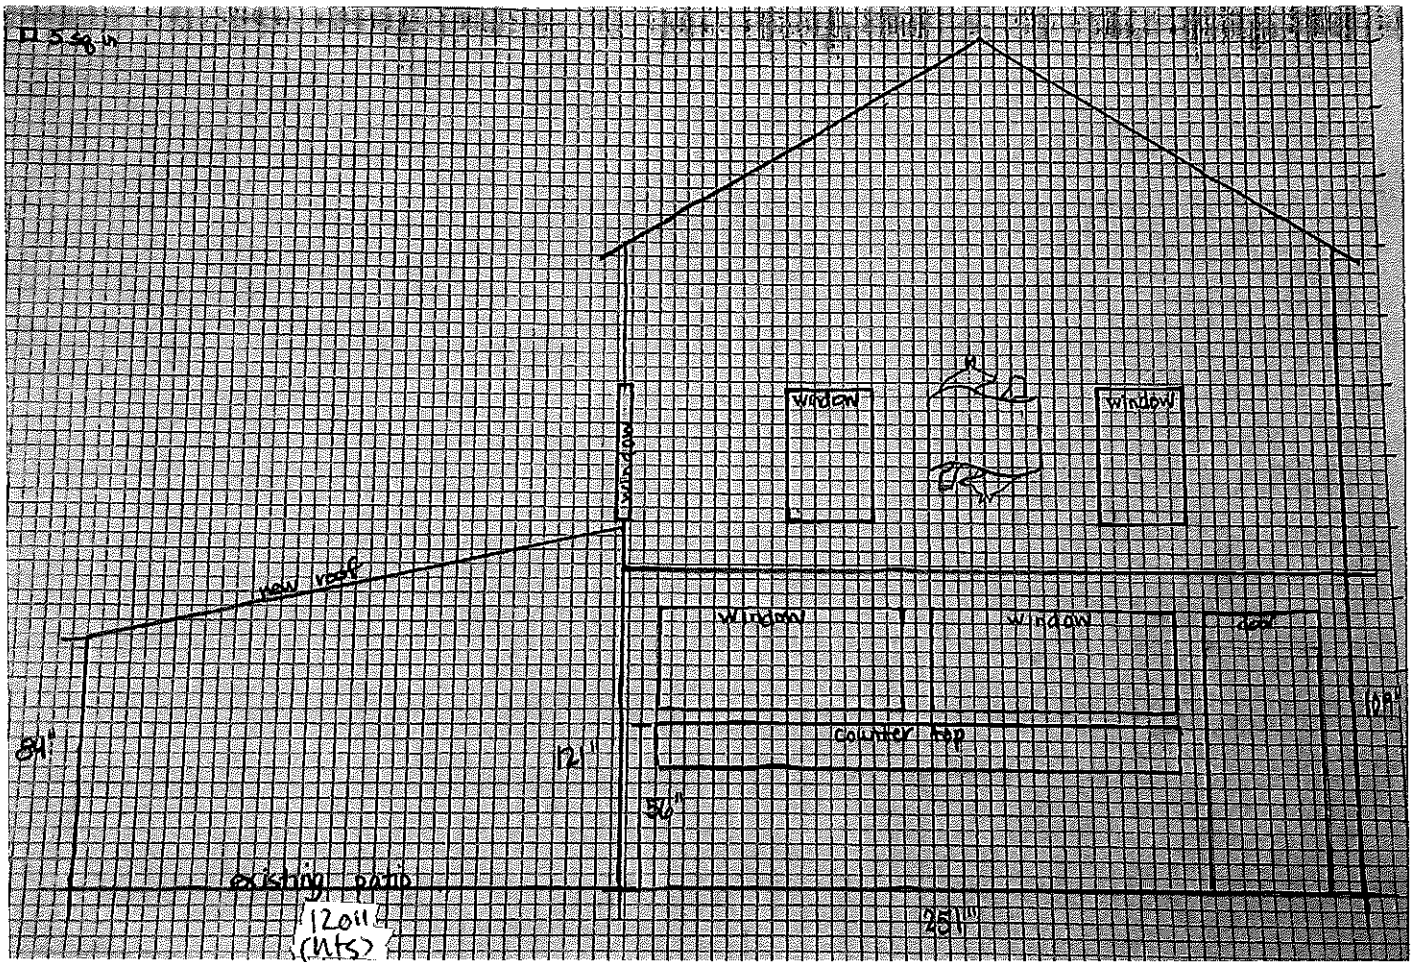 5 sq in
window
window
window
new roof
window
window
door
counter top
84"
121"
56"
existing patio
120"
(nts)
251"